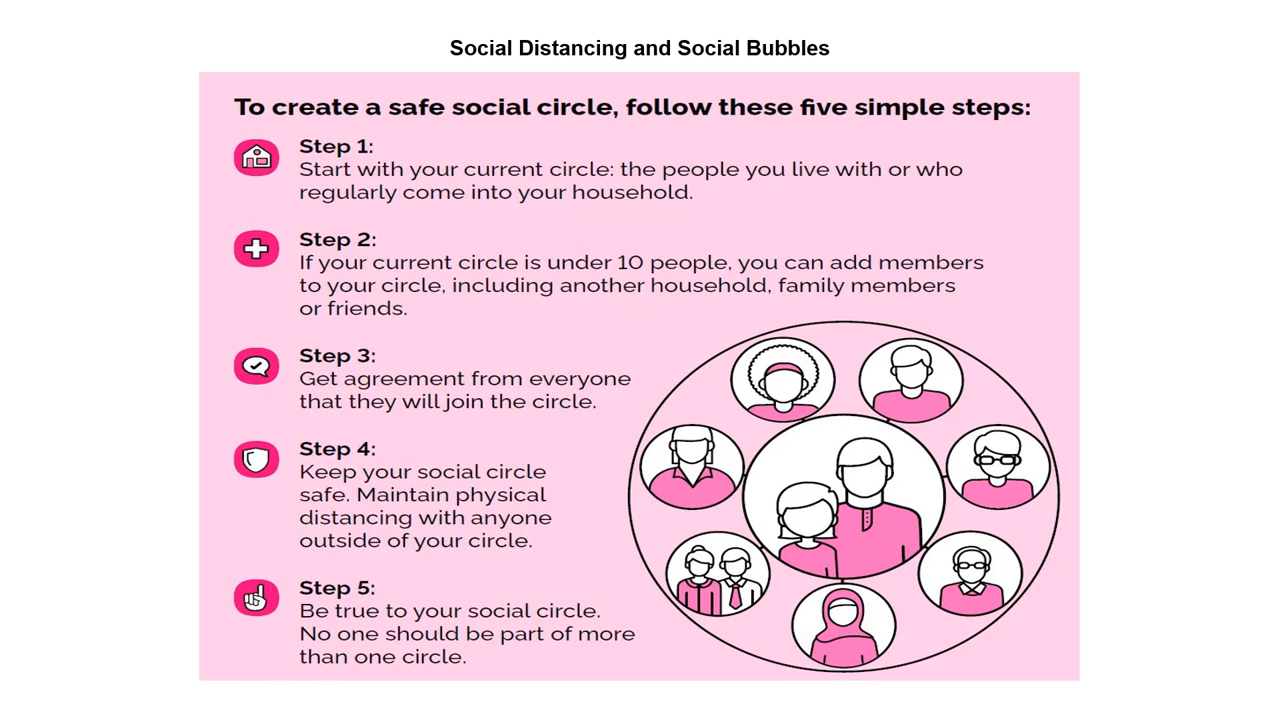 Social Distancing and Social Bubbles
To create a safe social circle, follow these five simple steps:
Step 1:
Start with your current circle: the people you live with or who
regularly come into your household.
Step 2:
If your current circle is under 10 people, you can add members
to your circle, including another household, family members
or friends.
Step 3:
Get agreement from everyone
that they will join the circle.
Step 4:
Keep your social circle
safe. Maintain physical
distancing with anyone
outside of your circle.
Step 5:
Be true to your social circle.
No one should be part of more
than one circle.